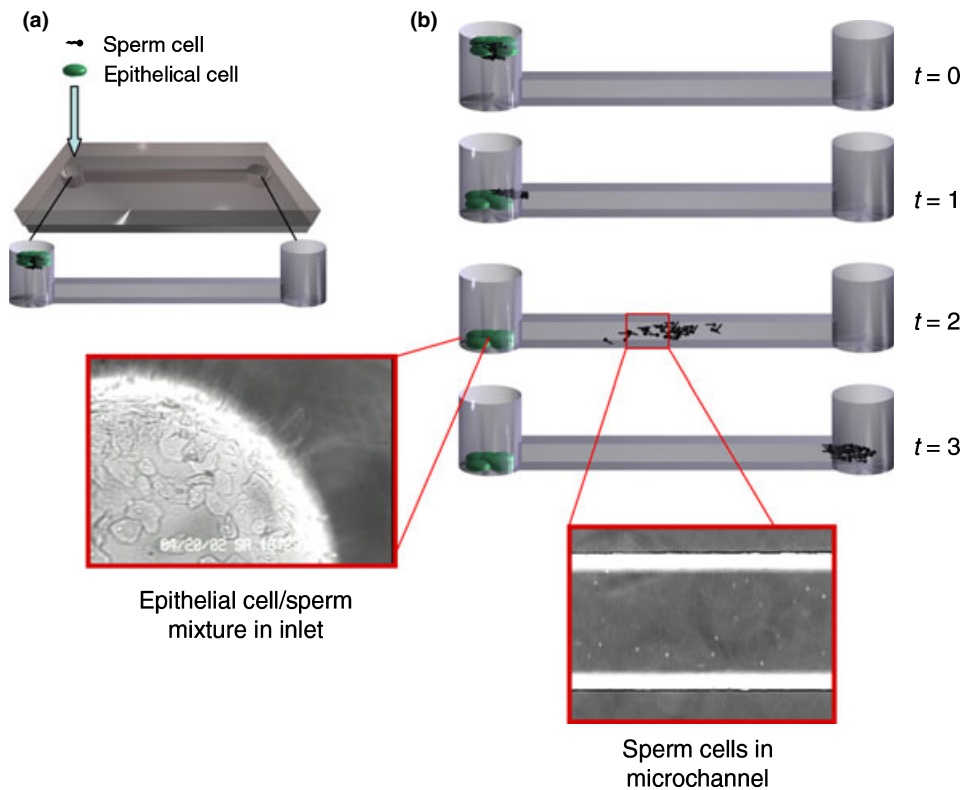 (a)
Sperm cell
Epithelical cell
(b)
t = 0
t = 1
t = 2
t = 3
Epithelial cell/sperm
mixture in inlet
Sperm cells in
microchannel